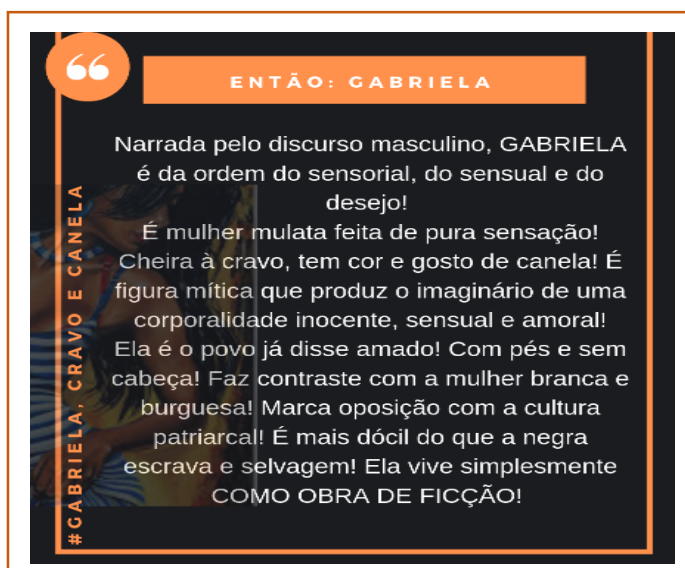 ENTÃO: GABRIELA
Narrada pelo discurso masculino, GABRIELA
é da ordem do sensorial, do sensual e do
desejo!
É mulher mulata feita de pura sensação!
Cheira à cravo, tem cor e gosto de canela! É
figura mítica que produz o imaginário de uma
corporalidade inocente, sensual e amoral!
Ela é o povo já disse amado! Com pés e sem
cabeça! Faz contraste com a mulher branca e
burguesa! Marca oposição com a cultura
patriarcal! É mais dócil do que a negra
escrava e selvagem! Ela vive simplesmente
COMO OBRA DE FICÇÃO!
#GABRIELA, CRAVO E CANELA